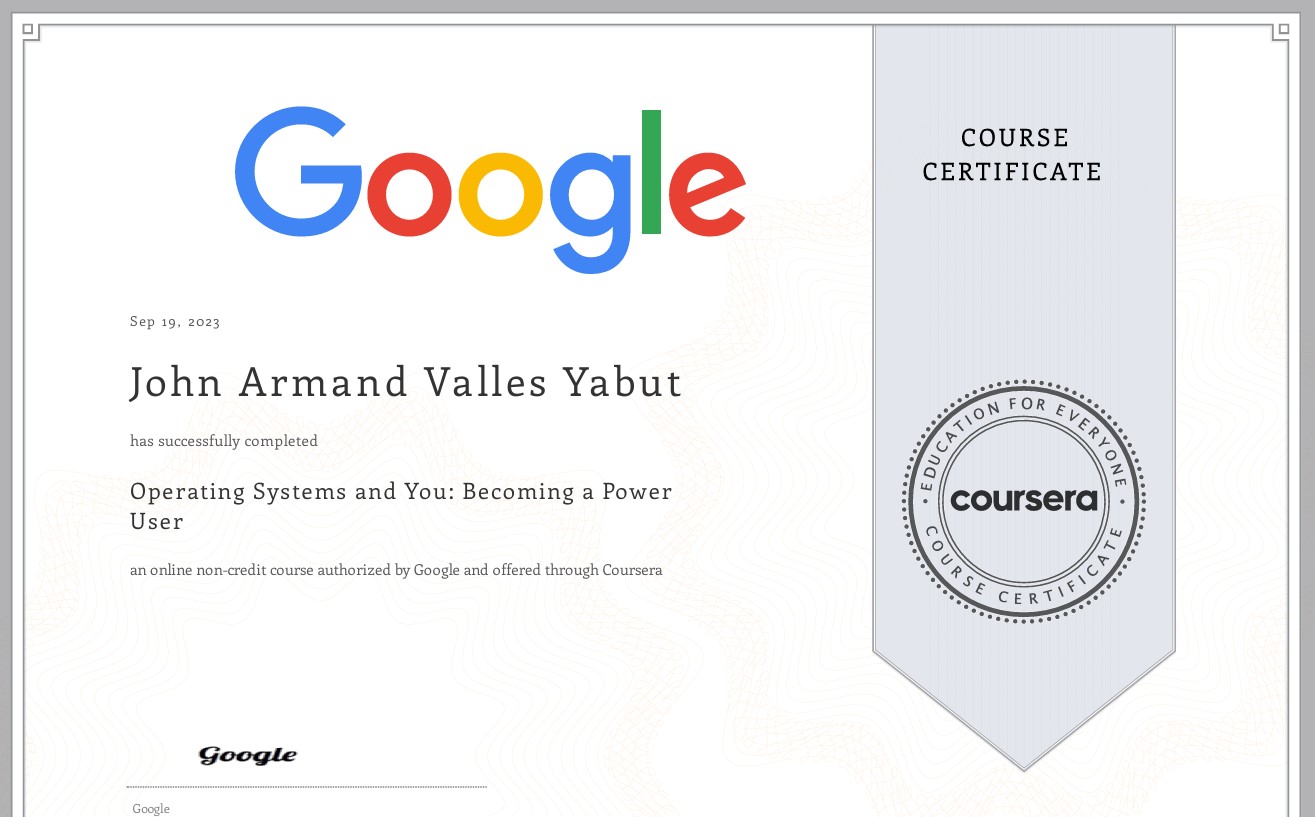 Google
COURSE
CERTIFICATE
Sep 19, 2023
John Armand Valles Yabut
has successfully completed
Operating Systems and You: Becoming a Power
User
an online non-credit course authorized by Google and offered through Coursera
EDUCATION FOR EVERYONE
coursera
COURSE CERTIFICATE
Google
Google